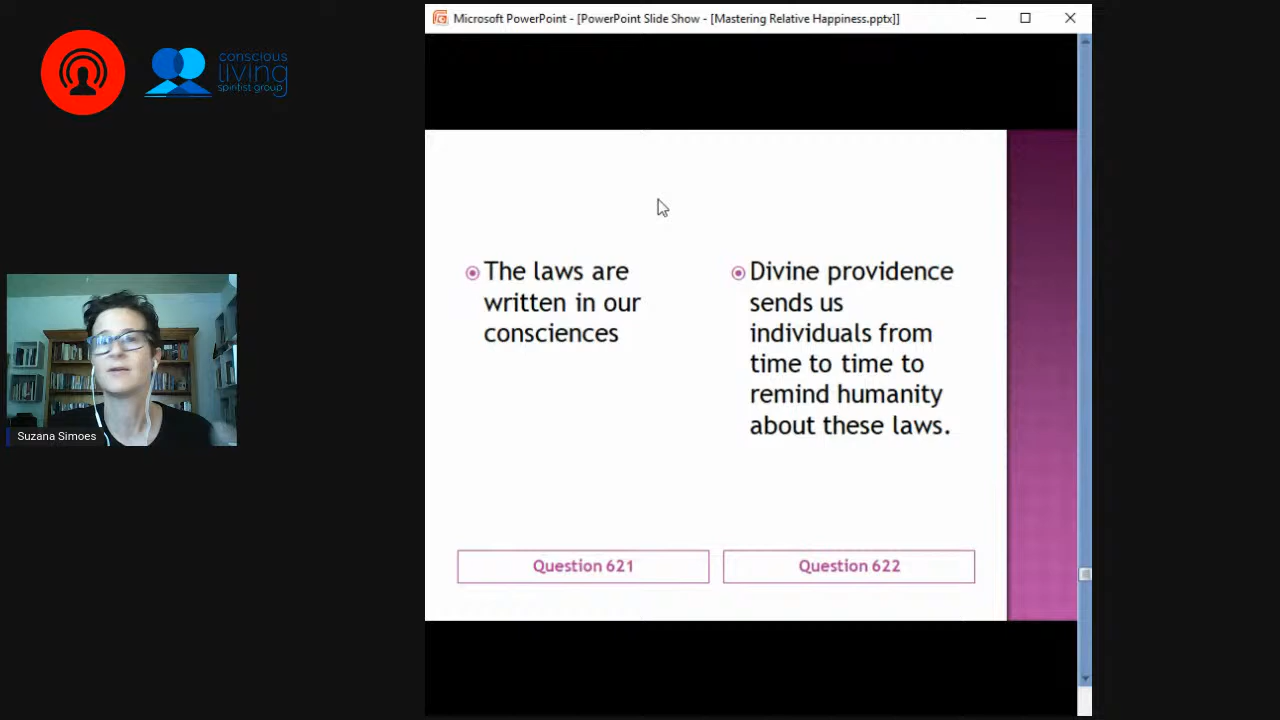 Microsoft PowerPoint - [PowerPoint Slide Show - [Mastering Relative Happiness.pptx]]
conscious
living
spiritist group
The laws are
written in our
consciences
Divine providence
sends us
individuals from
time to time to
remind humanity
about these laws.
Suzana Simoes
Question 621
Question 622